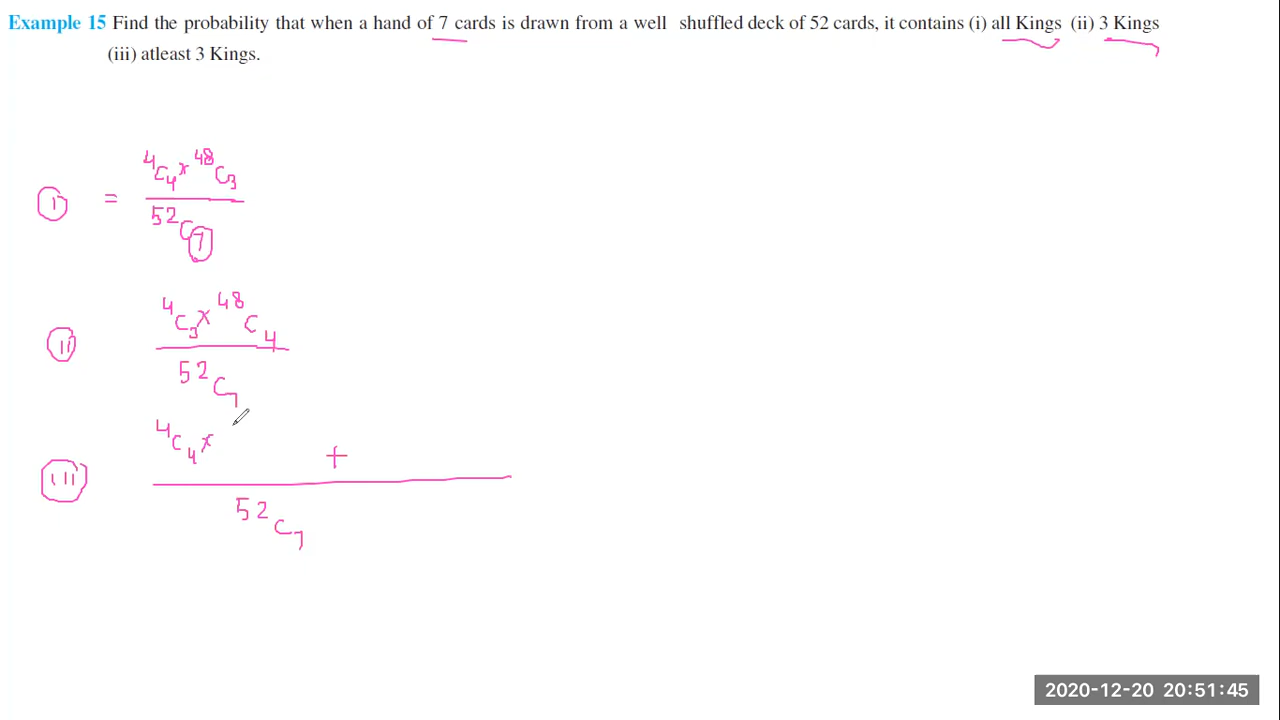 Example 15 Find the probability that when a hand of 7 cards is drawn from a well shuffled deck of 52 cards, it contains (i) all Kings (ii) 3 Kings
(iii) atleast 3 Kings.
(i) = ⁴C₄ × ⁴⁸C₃
⁵²C₇
(ii) ⁴C₃ × ⁴⁸C₄
⁵²C₇
(iii) ⁴C₄ × +
⁵²C₇
2020-12-20 20:51:45